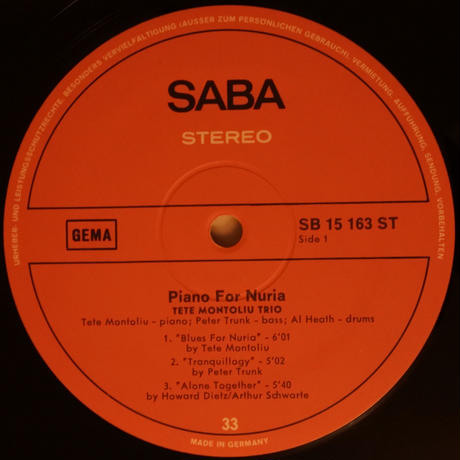 URHEBER- UND LEISTUNGSSCHUTZRECHTE, BESONDERS VERVIELFÄLTIGUNG (AUSSER ZUM PERSÖNLICHEN GEBRAUCH), VERMIETUNG, AUFFÜHRUNG, SENDUNG, VORBEHALTEN
SABA
STEREO
GEMA
SB 15 163 ST
Side 1
Piano For Nuria
TETE MONTOLIU TRIO
Tete Montoliu - piano; Peter Trunk - bass; Al Heath - drums
1. "Blues For Nuria" - 6'01
by Tete Montoliu
2. "Tranquillogy" - 5'02
by Peter Trunk
3. "Alone Together" - 5'40
by Howard Dietz/Arthur Schwarte
33
MADE IN GERMANY